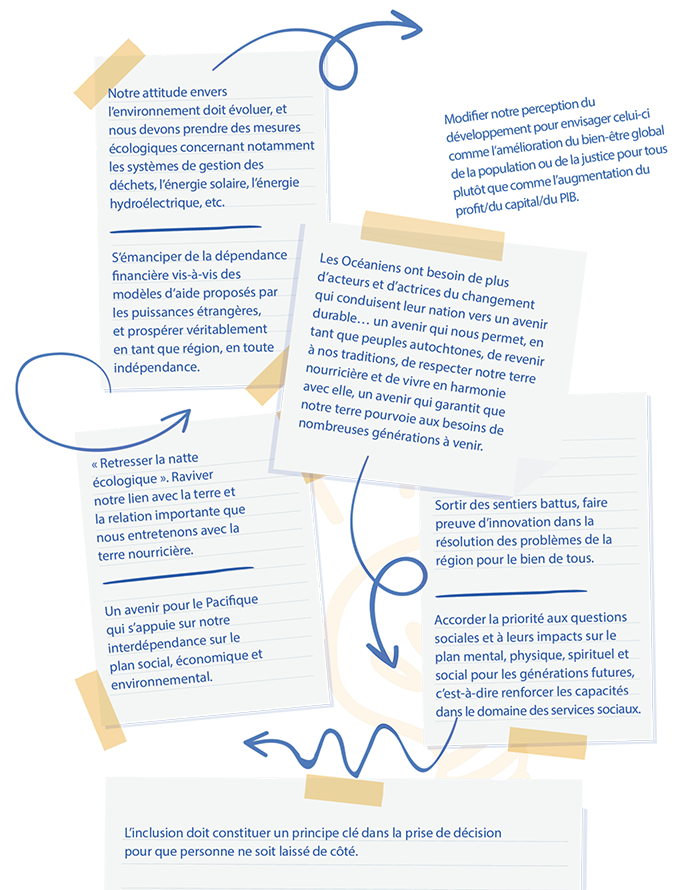 Notre attitude envers
l'environnement doit évoluer, et
nous devons prendre des mesures
écologiques concernant notamment
les systèmes de gestion des
déchets, l'énergie solaire, l'énergie
hydroélectrique, etc.
S'émanciper de la dépendance
financière vis-à-vis des
modèles d'aide proposés par
les puissances étrangères,
et prospérer véritablement
en tant que région, en toute
indépendance.
Modifier notre perception du
développement pour envisager celui-ci
comme l'amélioration du bien-être global
de la population ou de la justice pour tous
plutôt que comme l'augmentation du
profit/du capital/du PIB.
Les Océaniens ont besoin de plus
d'acteurs et d'actrices du changement
qui conduisent leur nation vers un avenir
durable… un avenir qui nous permet, en
tant que peuples autochtones, de revenir
à nos traditions, de respecter notre terre
nourricière et de vivre en harmonie
avec elle, un avenir qui garantit que
notre terre pourvoie aux besoins de
nombreuses générations à venir.
« Retresser la natte
écologique ». Raviver
notre lien avec la terre et
la relation importante que
nous entretenons avec la
terre nourricière.
Un avenir pour le Pacifique
qui s'appuie sur notre
interdépendance sur le
plan social, économique et
environnemental.
Sortir des sentiers battus, faire
preuve d'innovation dans la
résolution des problèmes de la
région pour le bien de tous.
Accorder la priorité aux questions
sociales et à leurs impacts sur le
plan mental, physique, spirituel et
social pour les générations futures,
c'est-à-dire renforcer les capacités
dans le domaine des services sociaux.
L'inclusion doit constituer un principe clé dans la prise de décision
pour que personne ne soit laissé de côté.